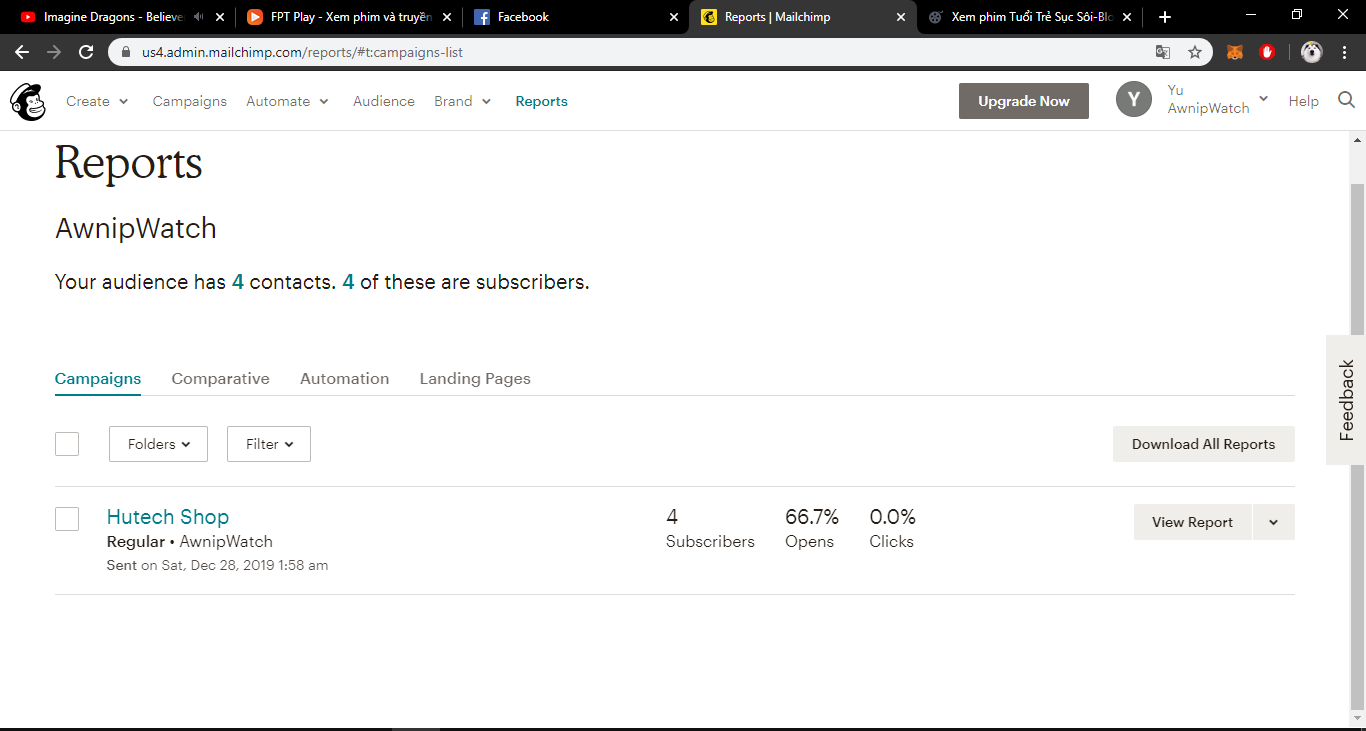 Imagine Dragons - Believe
FPT Play - Xem phim và truyền
Facebook
Reports | Mailchimp
Xem phim Tuổi Trẻ Sục Sôi-Blo
us4.admin.mailchimp.com/reports/#t:campaigns-list
Create
Campaigns
Automate
Audience
Brand
Reports
Upgrade Now
Y
Yu
AwnipWatch
Help
Reports
AwnipWatch
Your audience has 4 contacts. 4 of these are subscribers.
Feedback
Campaigns
Comparative
Automation
Landing Pages
Folders
Filter
Download All Reports
Hutech Shop
Regular • AwnipWatch
Sent on Sat, Dec 28, 2019 1:58 am
4
Subscribers
66.7%
Opens
0.0%
Clicks
View Report